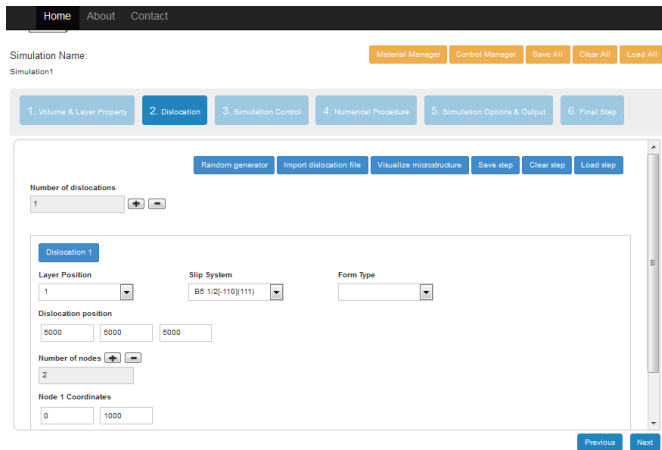 Home About Contact
Simulation Name:
Material Manager Control Manager Save All Clear All Load All
Simulation1
1. Volume & Layer Property 2. Dislocation 3. Simulation Control 4. Numerical Procedure 5. Simulation Options & Output 6. Final Step
Random generator Import dislocation file Visualize microstructure Save step Clear step Load step
Number of dislocations
1
Dislocation 1
Layer Position Slip System Form Type
1 B5 1/2[-110](111)
Dislocation position
5000 5000 5000
Number of nodes
2
Node 1 Coordinates
0 1000
Previous Next